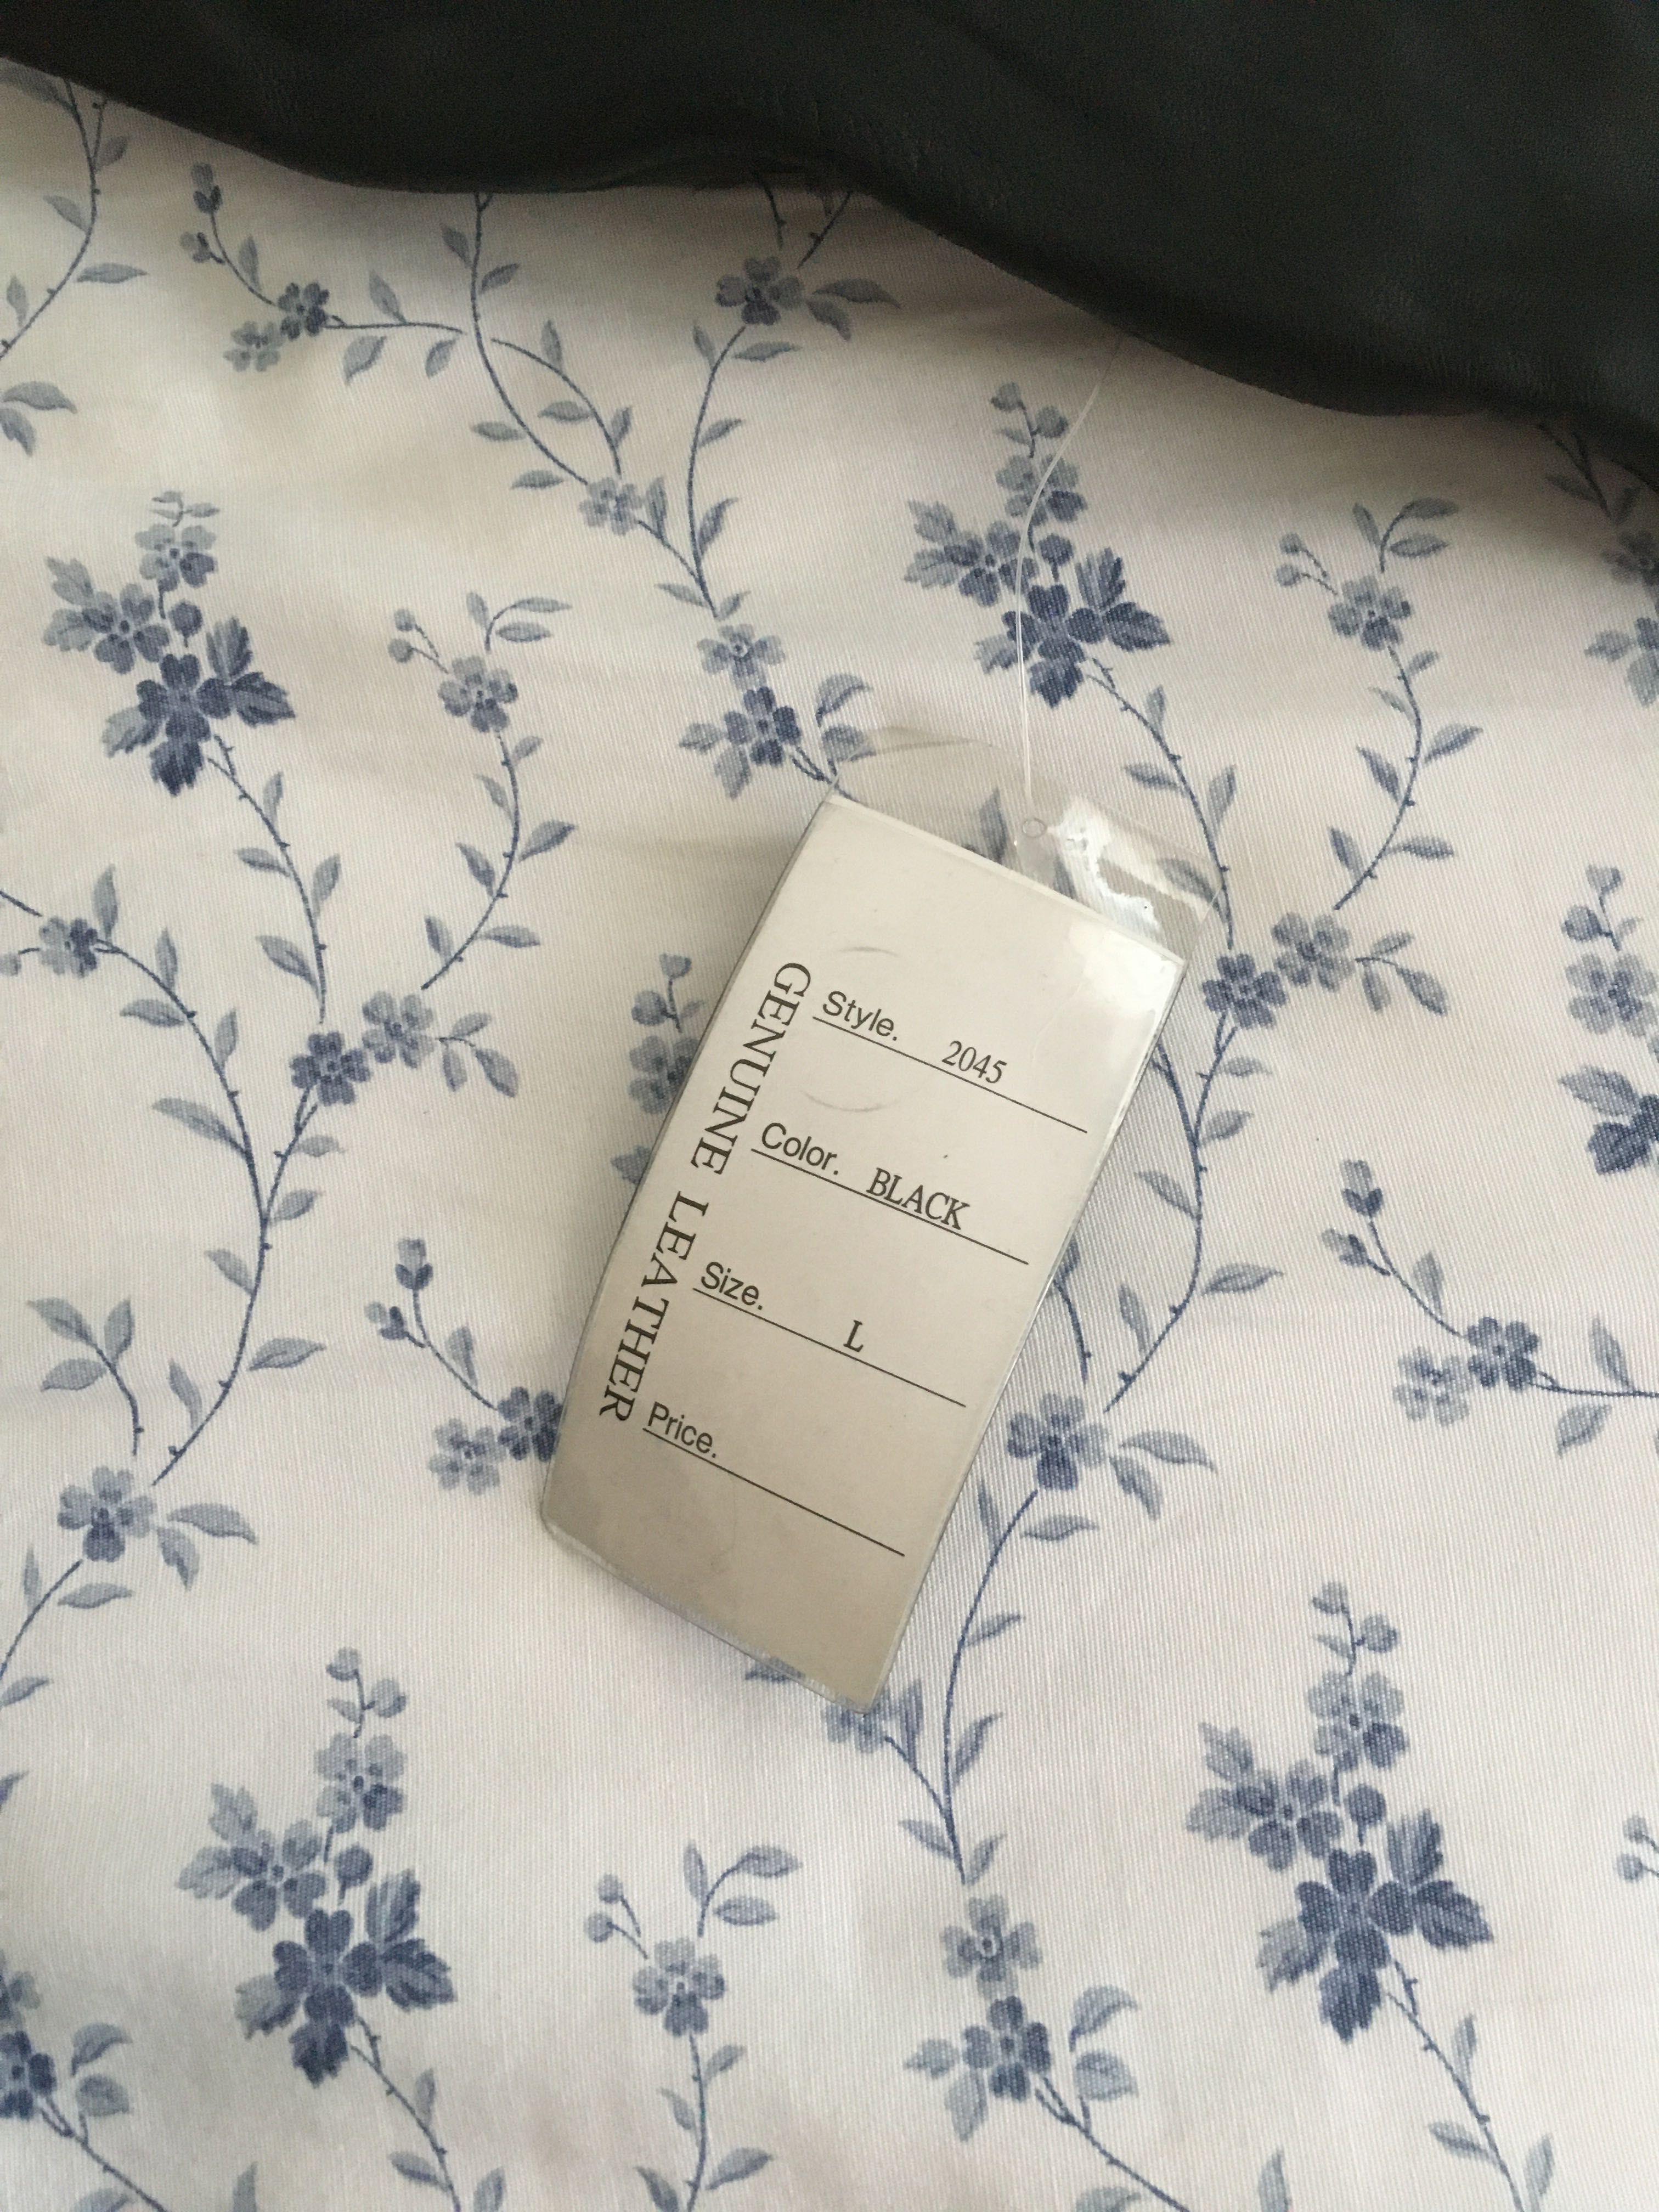 GENUINE LEATHER
Style. 2045
Color. BLACK
Size. L
Price.